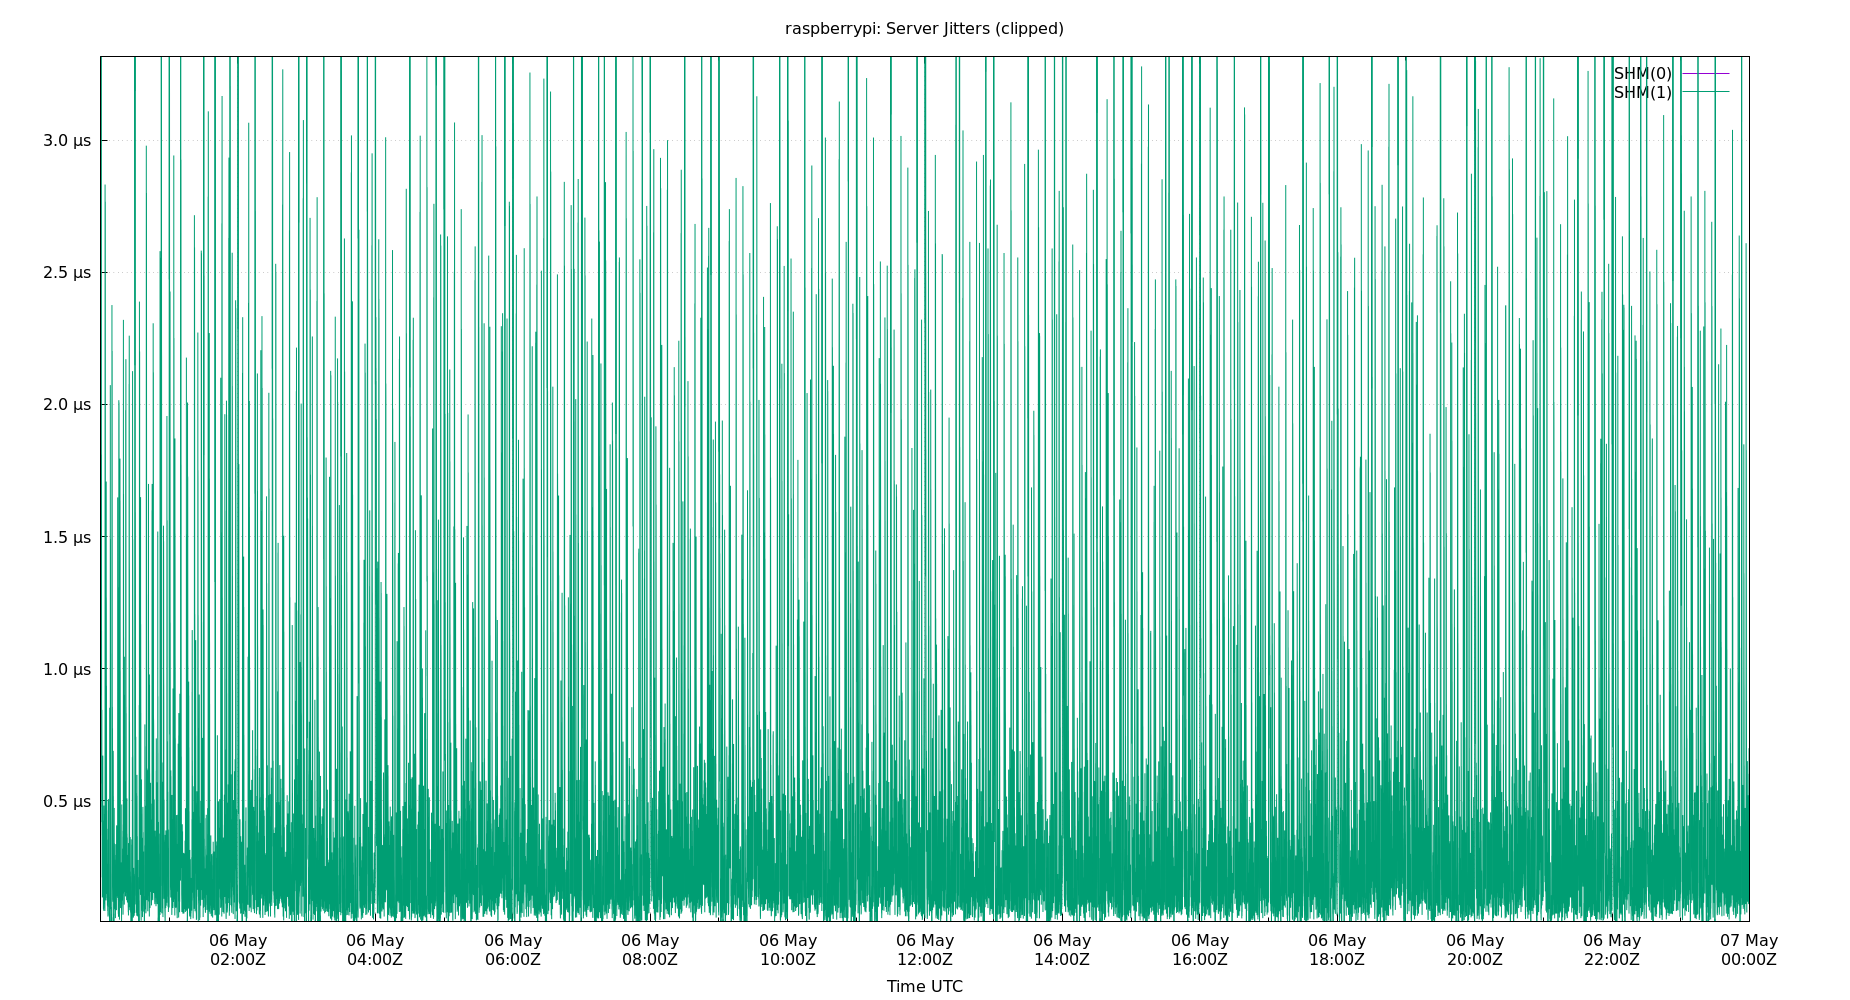 raspberrypi: Server Jitters (clipped)
SHM(0)
SHM(1)
3.0 μs
2.5 μs
2.0 μs
1.5 μs
1.0 μs
0.5 μs
06 May 06 May 06 May 06 May 06 May 06 May 06 May 06 May 06 May 06 May 06 May 07 May
02:00Z 04:00Z 06:00Z 08:00Z 10:00Z 12:00Z 14:00Z 16:00Z 18:00Z 20:00Z 22:00Z 00:00Z
Time UTC